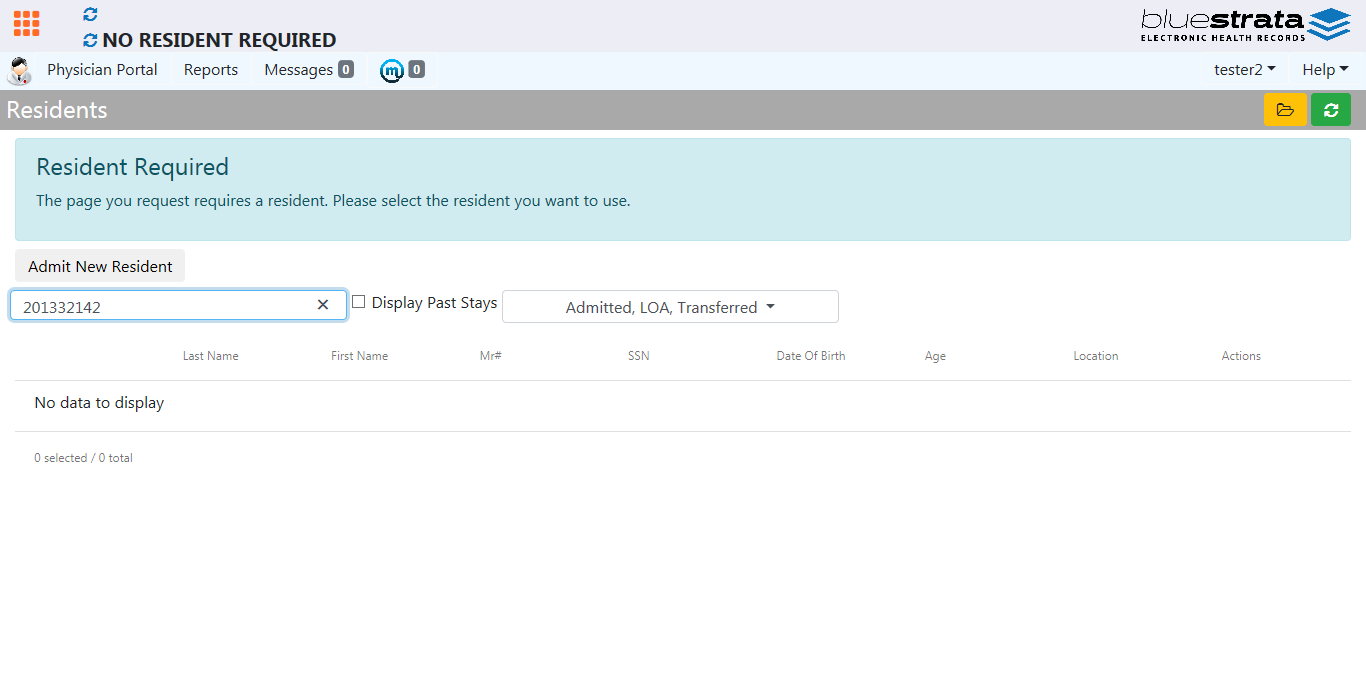 NO RESIDENT REQUIRED
bluestrata
ELECTRONIC HEALTH RECORDS
Physician Portal Reports Messages 0 m 0 tester2 Help
Residents
Resident Required
The page you request requires a resident. Please select the resident you want to use.
Admit New Resident
201332142 Display Past Stays Admitted, LOA, Transferred
Last Name First Name Mr# SSN Date Of Birth Age Location Actions
No data to display
0 selected / 0 total